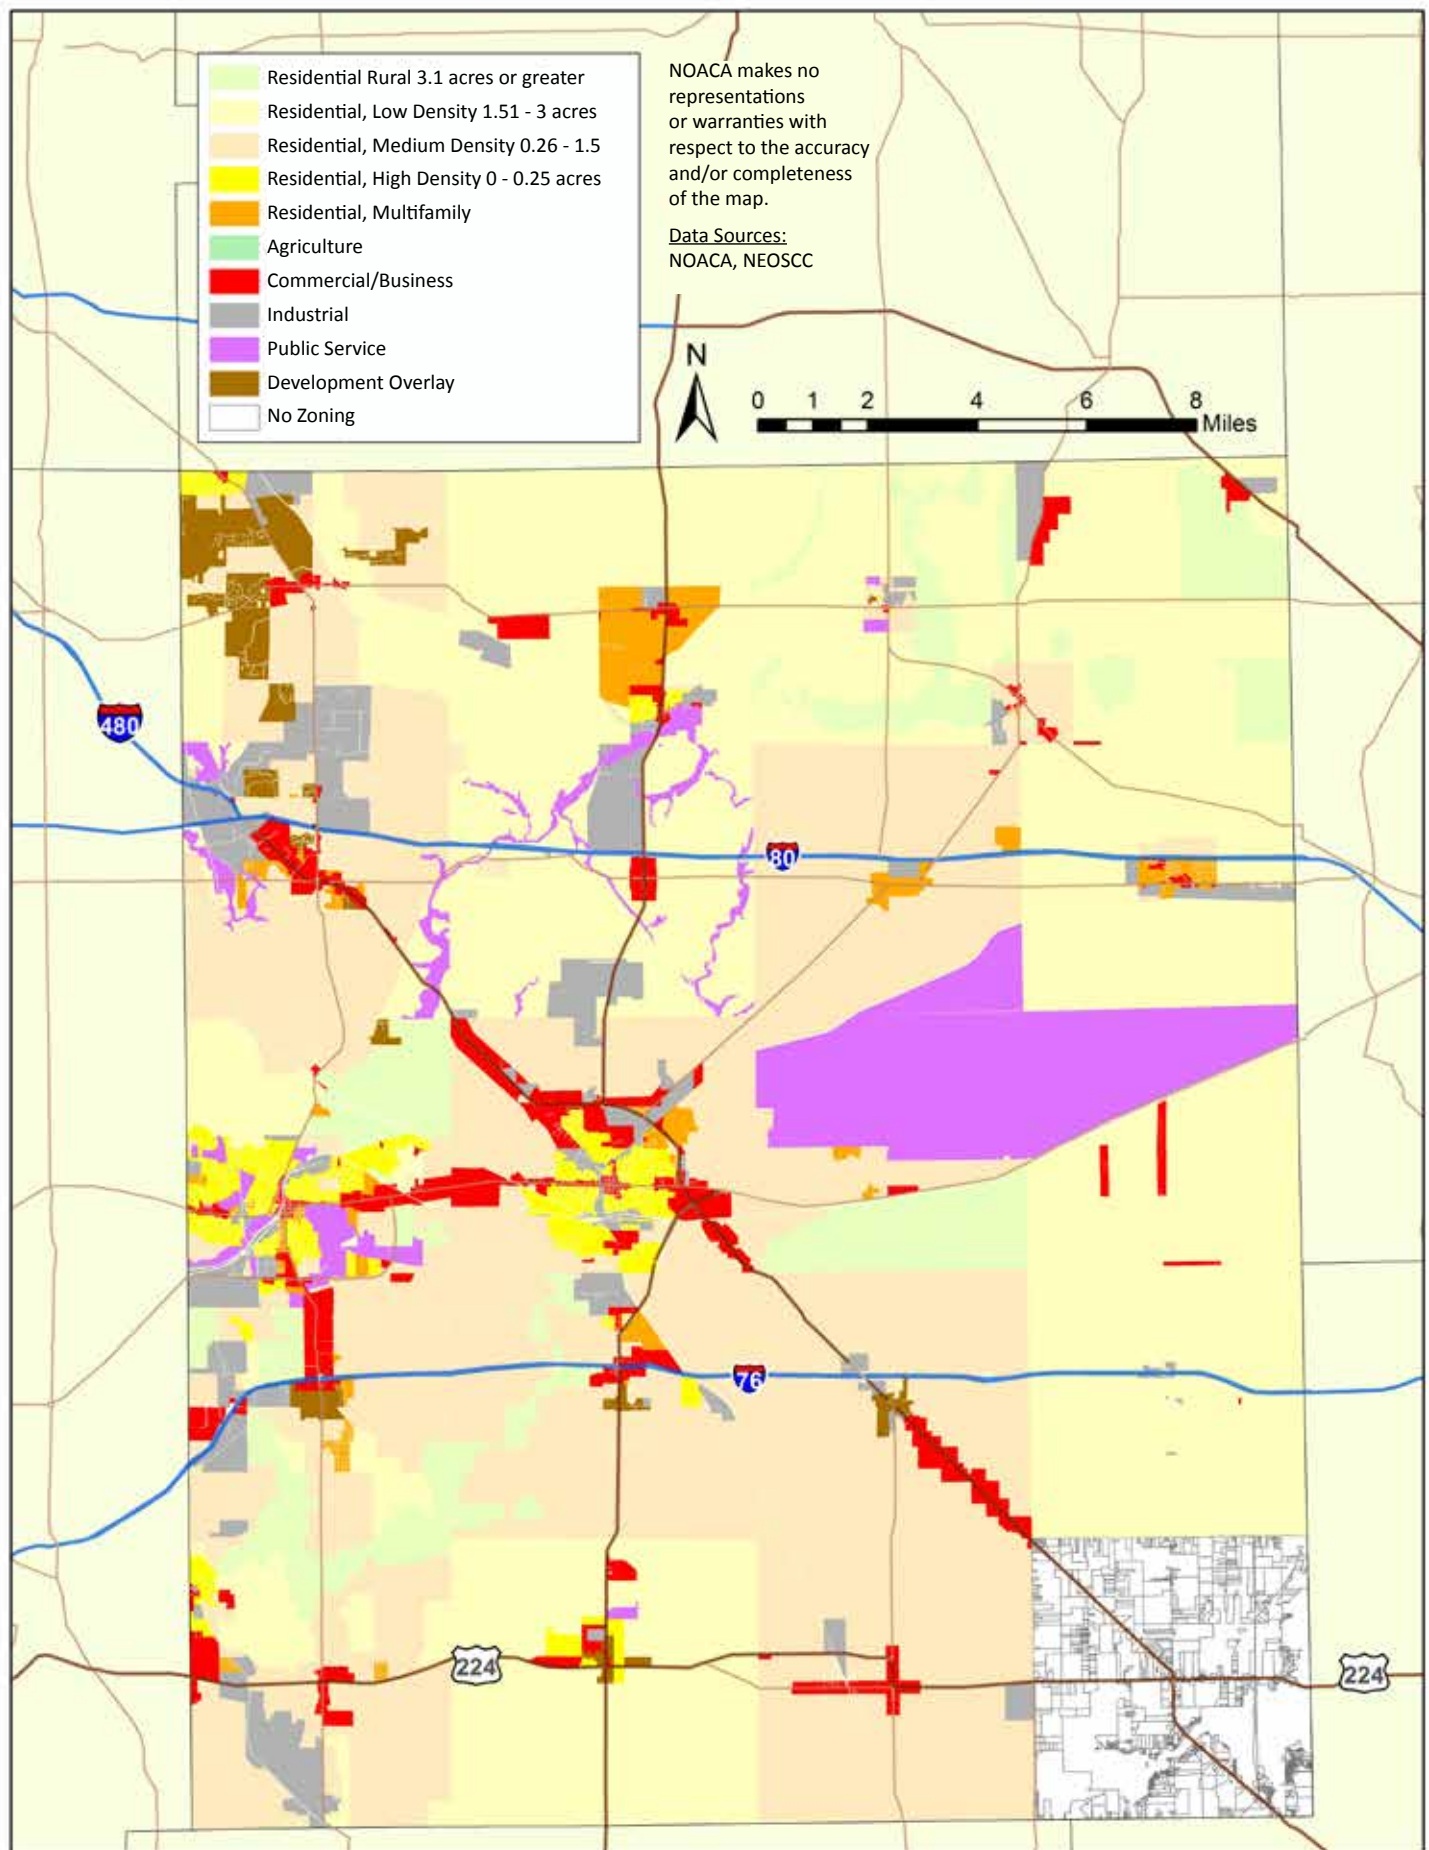 Residential Rural 3.1 acres or greater
Residential, Low Density 1.51 - 3 acres
Residential, Medium Density 0.26 - 1.5
Residential, High Density 0 - 0.25 acres
Residential, Multifamily
Agriculture
Commercial/Business
Industrial
Public Service
Development Overlay
No Zoning
NOACA makes no
representations
or warranties with
respect to the accuracy
and/or completeness
of the map.
Data Sources:
NOACA, NEOSCC
N
0 1 2 4 6 8
Miles
480
80
76
224
224